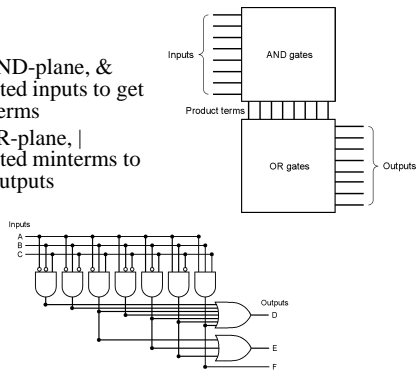 ND-plane, &
ted inputs to get
erms
R-plane, |
ted minterms to
utputs
Inputs
AND gates
Product terms
OR gates
Outputs
Inputs
A
B
C
Outputs
D
E
F